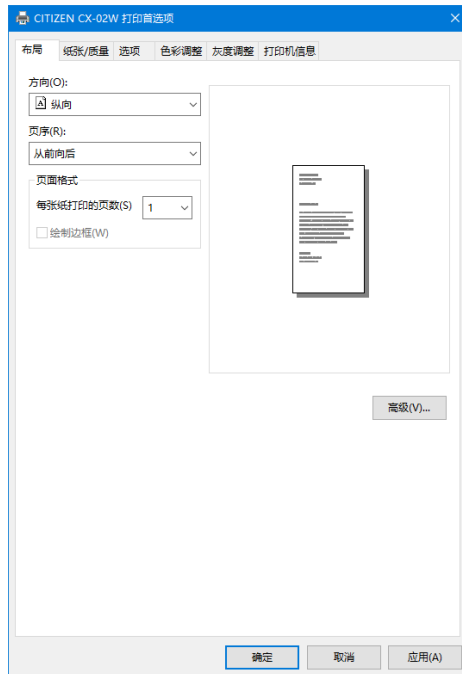 CITIZEN CX-02W 打印首选项
布局 纸张/质量 选项 色彩调整 灰度调整 打印机信息
方向(O):
A 纵向
页序(R):
从前向后
页面格式
每张纸打印的页数(S) 1
绘制边框(W)
高级(V)...
确定 取消 应用(A)